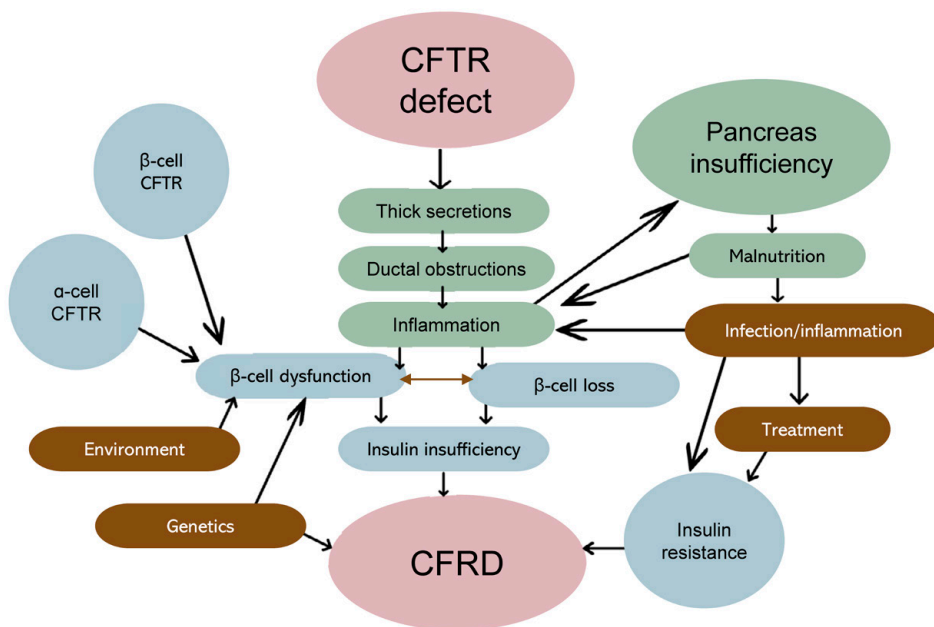 CFTR
defect
Pancreas
insufficiency
β-cell
CFTR
Thick secretions
Ductal obstructions
Malnutrition
α-cell
CFTR
Inflammation
Infection/inflammation
β-cell dysfunction
β-cell loss
Treatment
Environment
Insulin insufficiency
Genetics
Insulin
resistance
CFRD